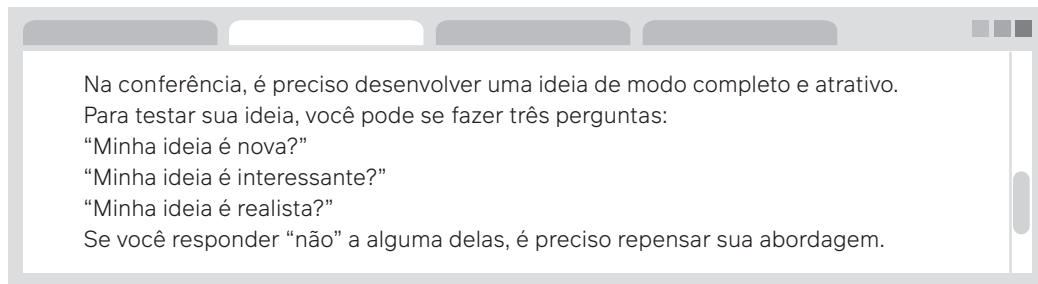 Na conferência, é preciso desenvolver uma ideia de modo completo e atrativo.
Para testar sua ideia, você pode se fazer três perguntas:
“Minha ideia é nova?”
“Minha ideia é interessante?”
“Minha ideia é realista?”
Se você responder “não” a alguma delas, é preciso repensar sua abordagem.